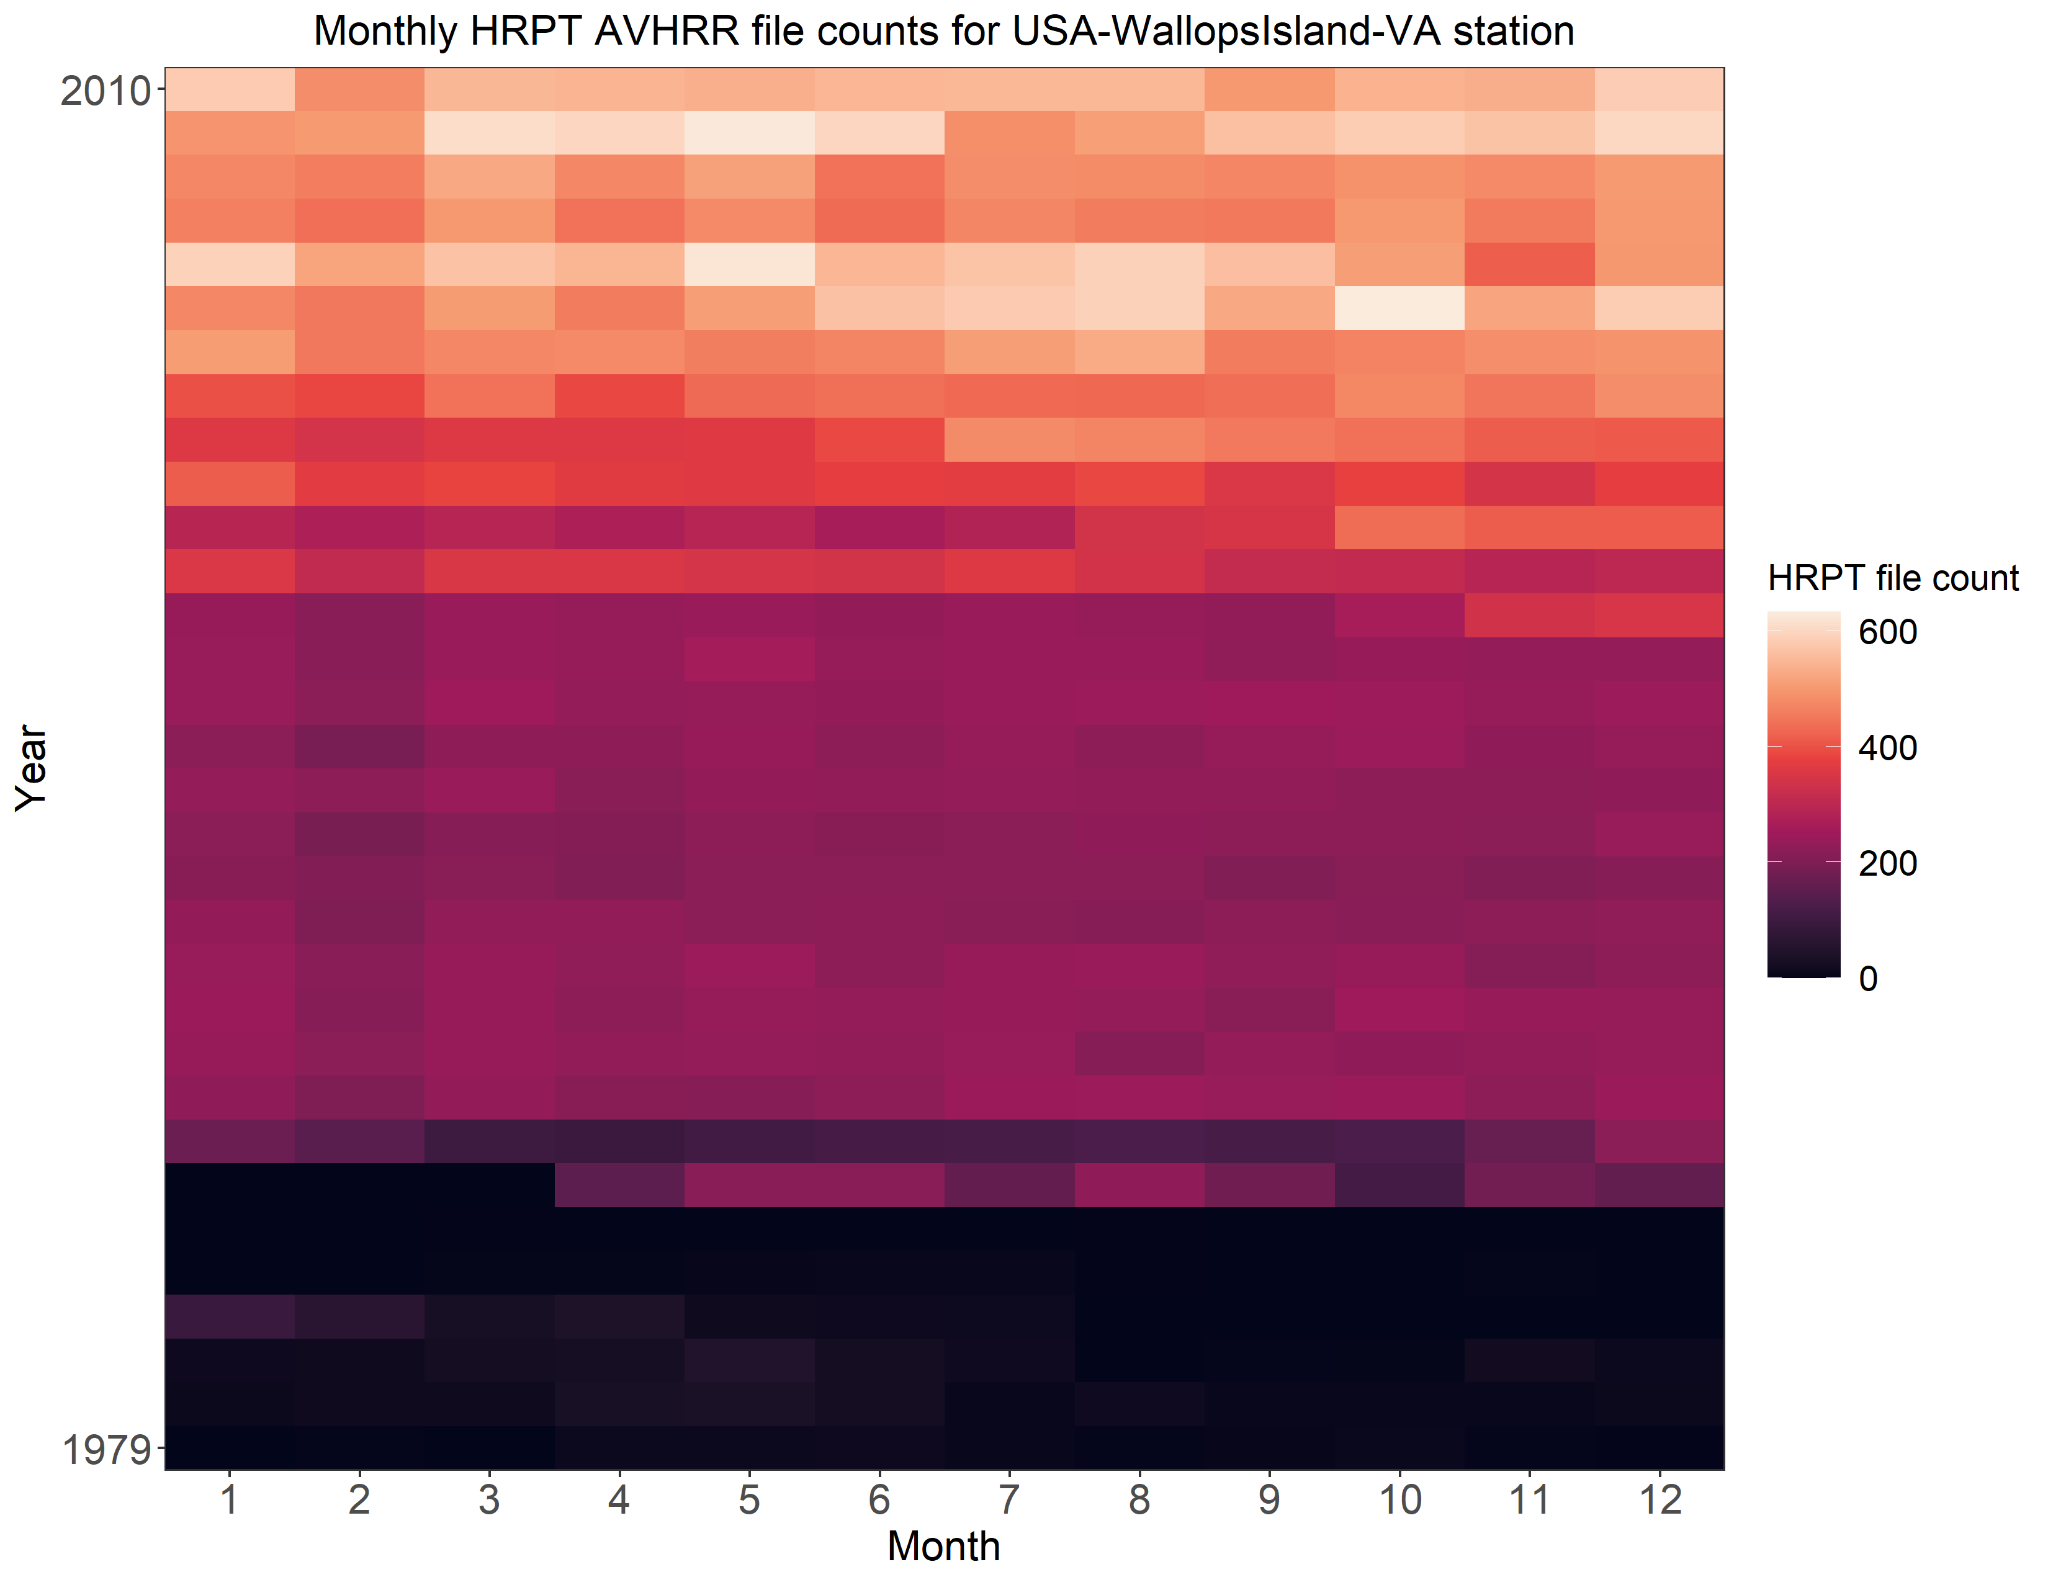 Monthly HRPT AVHRR file counts for USA-WallopsIsland-VA station
2010
1979
Year
1 2 3 4 5 6 7 8 9 10 11 12
Month
HRPT file count
600
400
200
0